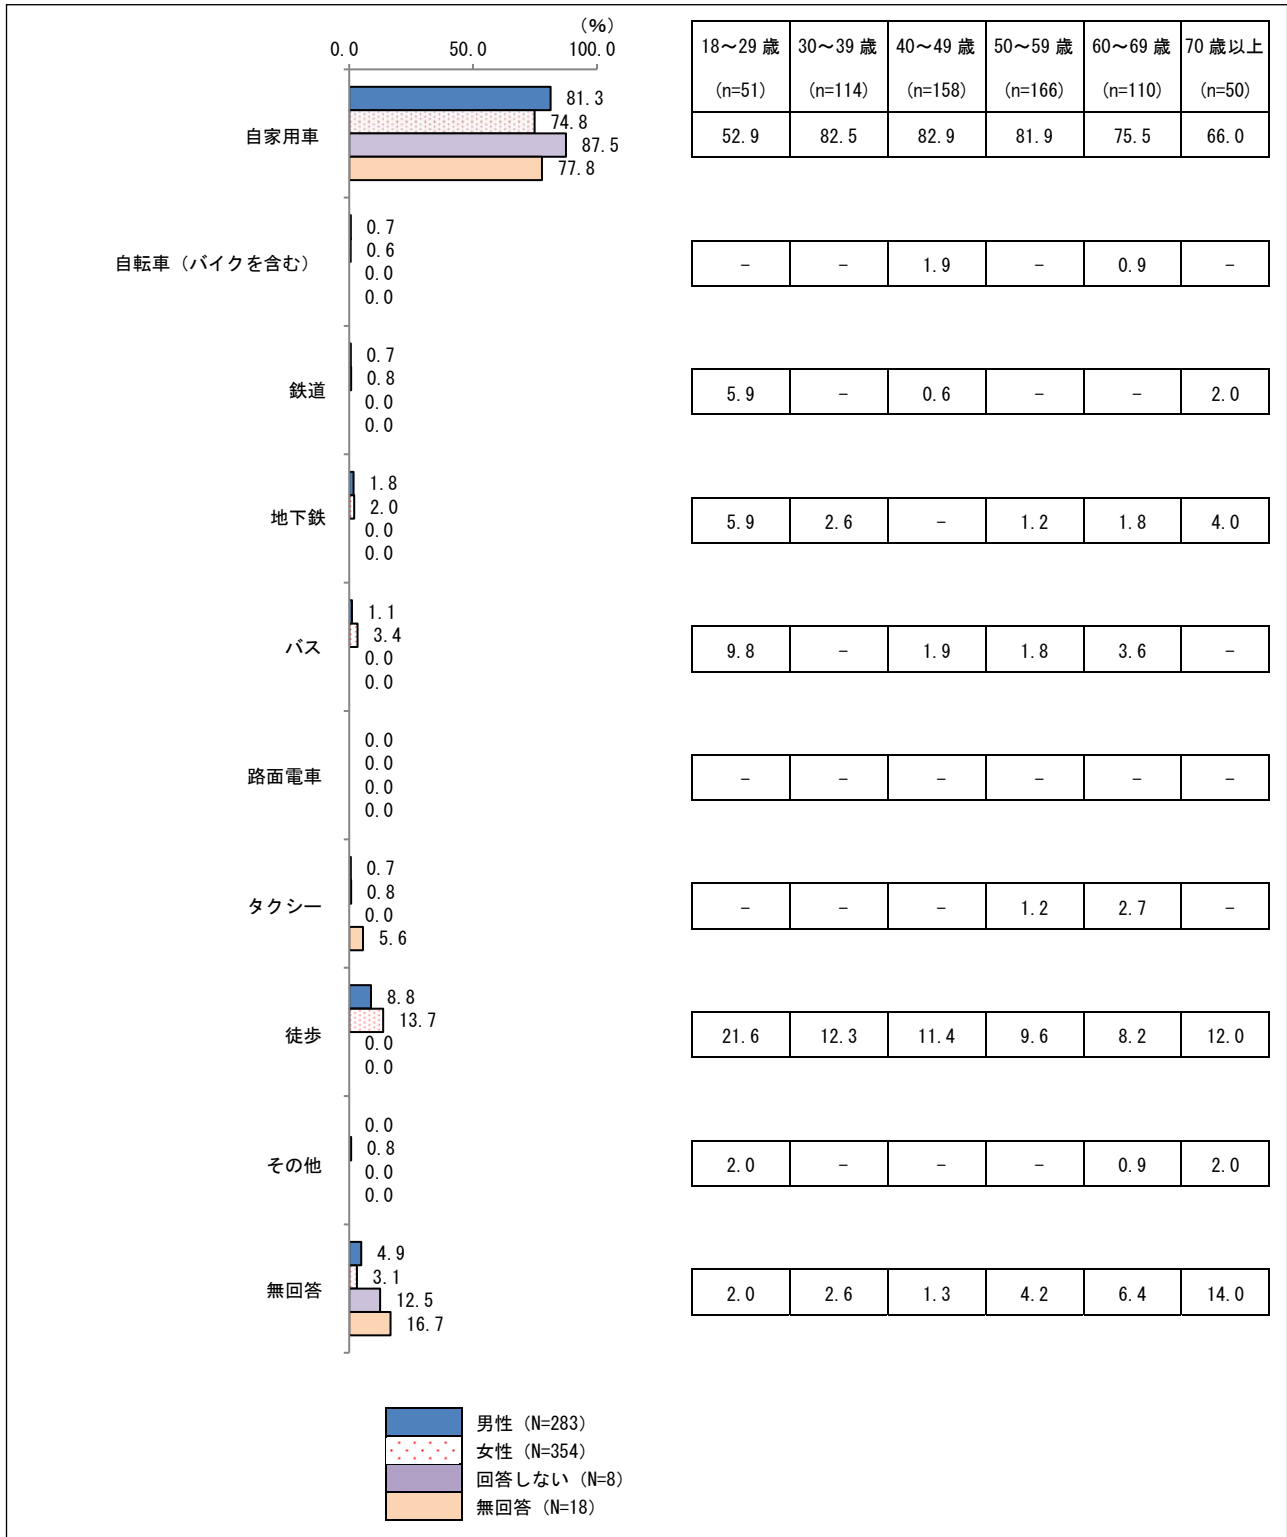 (%)
0.0 50.0 100.0
18～29 歳 30～39 歳 40～49 歳 50～59 歳 60～69 歳 70 歳以上
(n=51) (n=114) (n=158) (n=166) (n=110) (n=50)
自家用車
81.3
74.8
87.5
77.8
52.9 82.5 82.9 81.9 75.5 66.0
自転車（バイクを含む）
0.7
0.6
0.0
0.0
－ － 1.9 － 0.9 －
鉄道
0.7
0.8
0.0
0.0
5.9 － 0.6 － － 2.0
地下鉄
1.8
2.0
0.0
0.0
5.9 2.6 － 1.2 1.8 4.0
バス
1.1
3.4
0.0
0.0
9.8 － 1.9 1.8 3.6 －
路面電車
0.0
0.0
0.0
0.0
－ － － － － －
タクシー
0.7
0.8
0.0
5.6
－ － － 1.2 2.7 －
徒歩
8.8
13.7
0.0
0.0
21.6 12.3 11.4 9.6 8.2 12.0
その他
0.0
0.8
0.0
0.0
2.0 － － － 0.9 2.0
無回答
4.9
3.1
12.5
16.7
2.0 2.6 1.3 4.2 6.4 14.0
男性（N=283）
女性（N=354）
回答しない（N=8）
無回答（N=18）